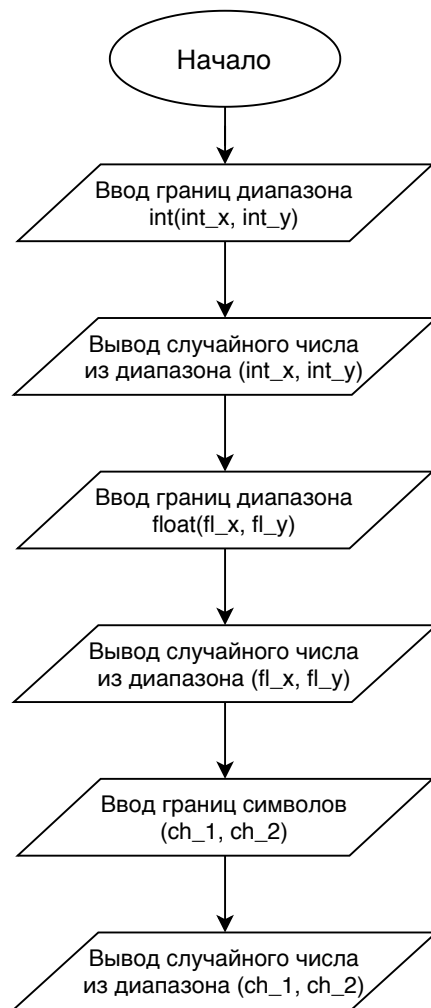 Начало
Ввод границ диапазона
int(int_x, int_y)
Вывод случайного числа
из диапазона (int_x, int_y)
Ввод границ диапазона
float(fl_x, fl_y)
Вывод случайного числа
из диапазона (fl_x, fl_y)
Ввод границ символов
(ch_1, ch_2)
Вывод случайного числа
из диапазона (ch_1, ch_2)